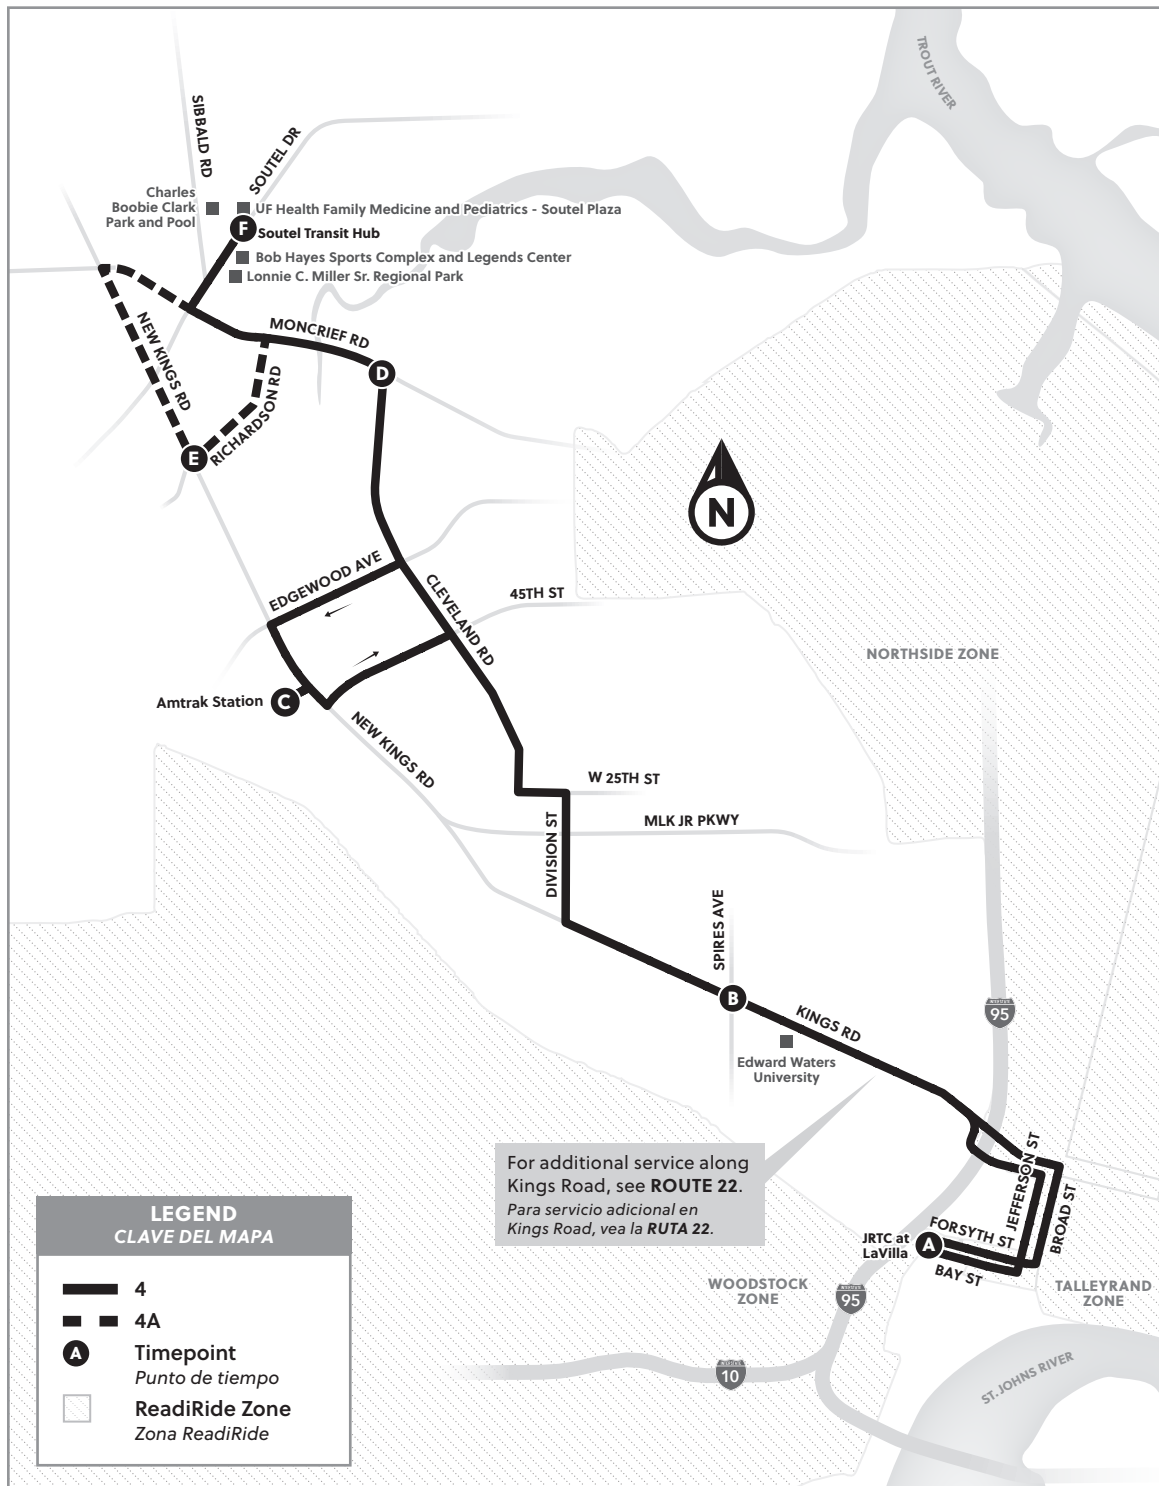 TROUT RIVER
SIBBALD RD
SOUTEL DR
Charles
Boobie Clark
Park and Pool
UF Health Family Medicine and Pediatrics - Soutel Plaza
F
Soutel Transit Hub
Bob Hayes Sports Complex and Legends Center
Lonnie C. Miller Sr. Regional Park
MONCRIEF RD
NEW KINGS RD
D
RICHARDSON RD
E
N
EDGEWOOD AVE
CLEVELAND RD
45TH ST
NORTHSIDE ZONE
Amtrak Station
C
NEW KINGS RD
W 25TH ST
MLK JR PKWY
DIVISION ST
SPIRES AVE
B
KINGS RD
95
Edward Waters
University
For additional service along
Kings Road, see ROUTE 22.
Para servicio adicional en
Kings Road, vea la RUTA 22.
JEFFERSON ST
BROAD ST
FORSYTH ST
JRTC at
LaVilla
A
BAY ST
WOODSTOCK
ZONE
95
TALLEYRAND
ZONE
10
ST. JOHNS RIVER
LEGEND
CLAVE DEL MAPA
4
4A
A
Timepoint
Punto de tiempo
ReadiRide Zone
Zona ReadiRide